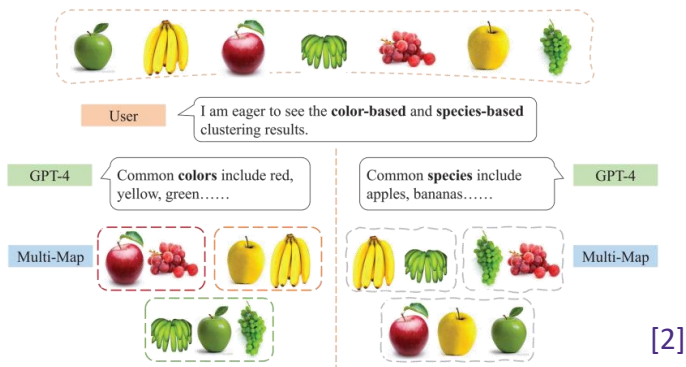 User
I am eager to see the color-based and species-based
clustering results.
GPT-4
Common colors include red,
yellow, green……
Common species include
apples, bananas……
GPT-4
Multi-Map
Multi-Map
[2]